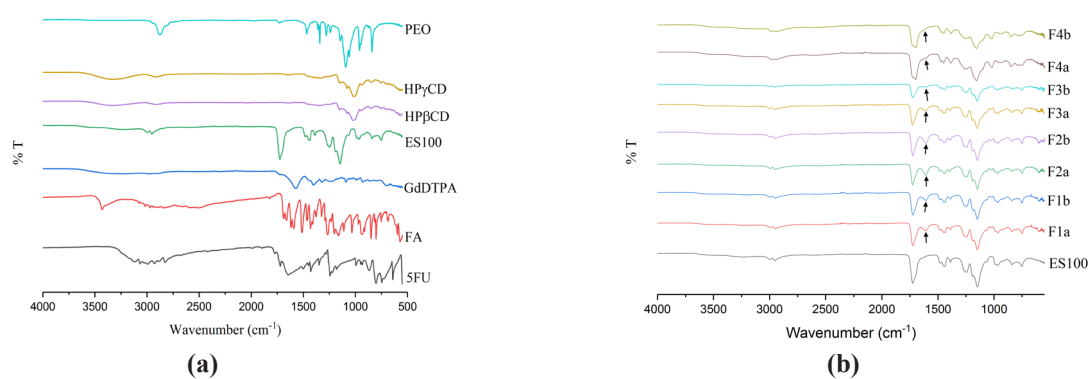 PEO
HPγCD
HPβCD
ES100
GdDTPA
FA
5FU
% T
4000 3500 3000 2500 2000 1500 1000 500
Wavenumber (cm-1)
(a)
F4b
F4a
F3b
F3a
F2b
F2a
F1b
F1a
ES100
% T
4000 3500 3000 2500 2000 1500 1000
Wavenumber (cm-1)
(b)